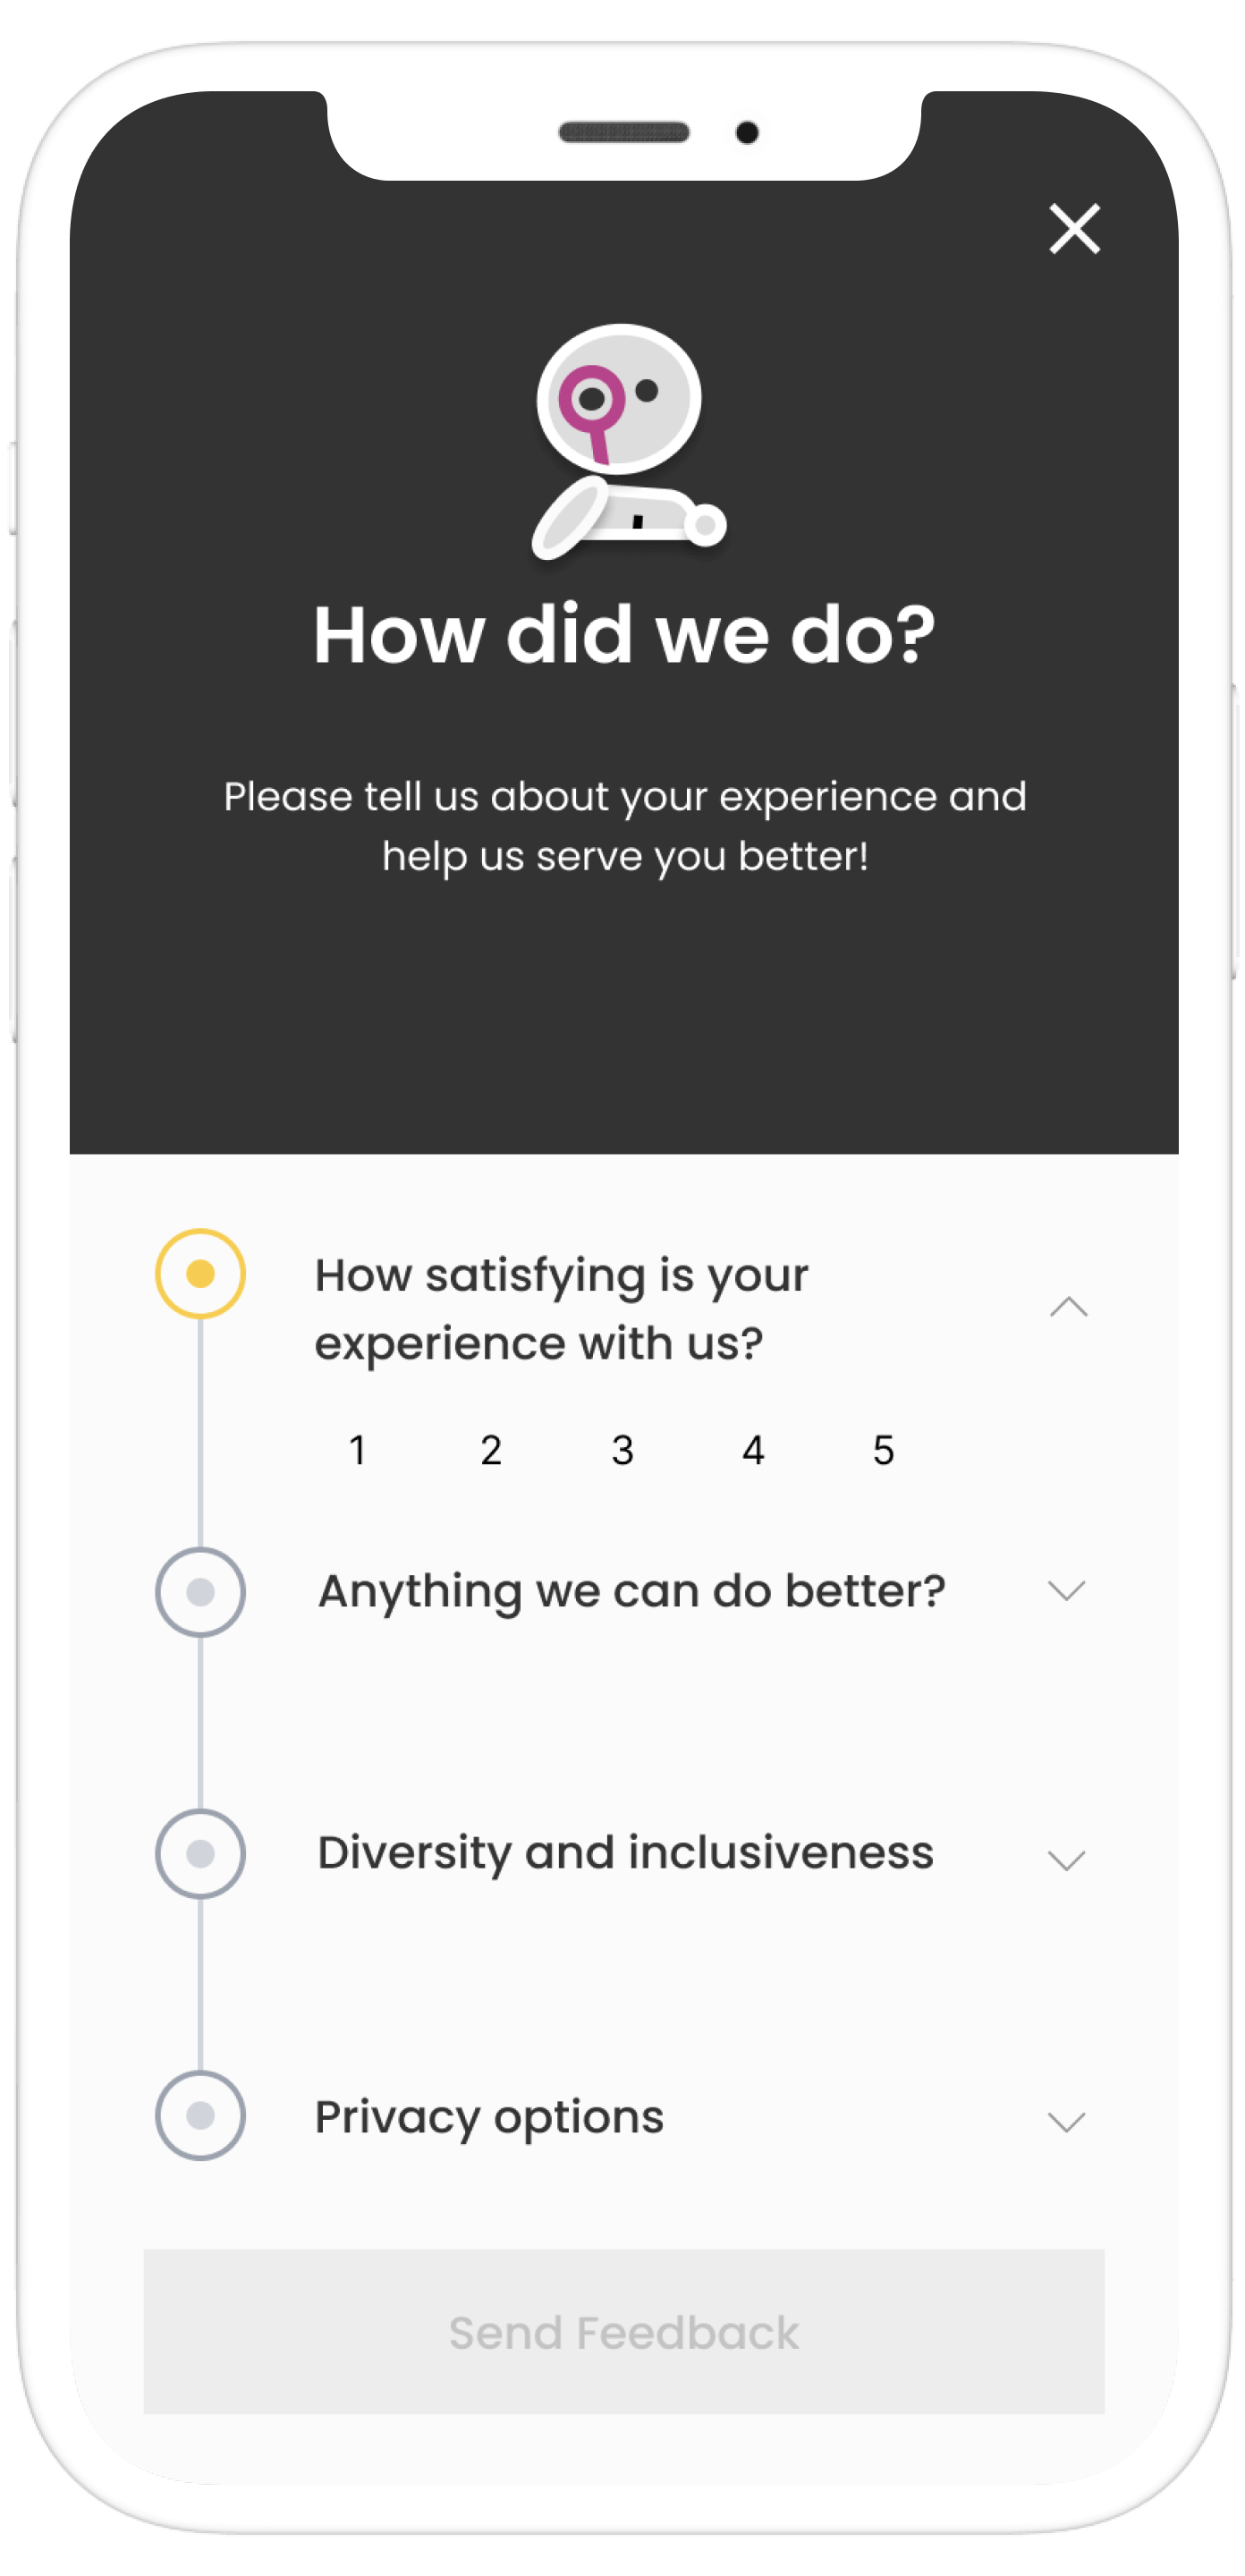 How did we do?
Please tell us about your experience and
help us serve you better!
How satisfying is your
experience with us?
1 2 3 4 5
Anything we can do better?
Diversity and inclusiveness
Privacy options
Send Feedback